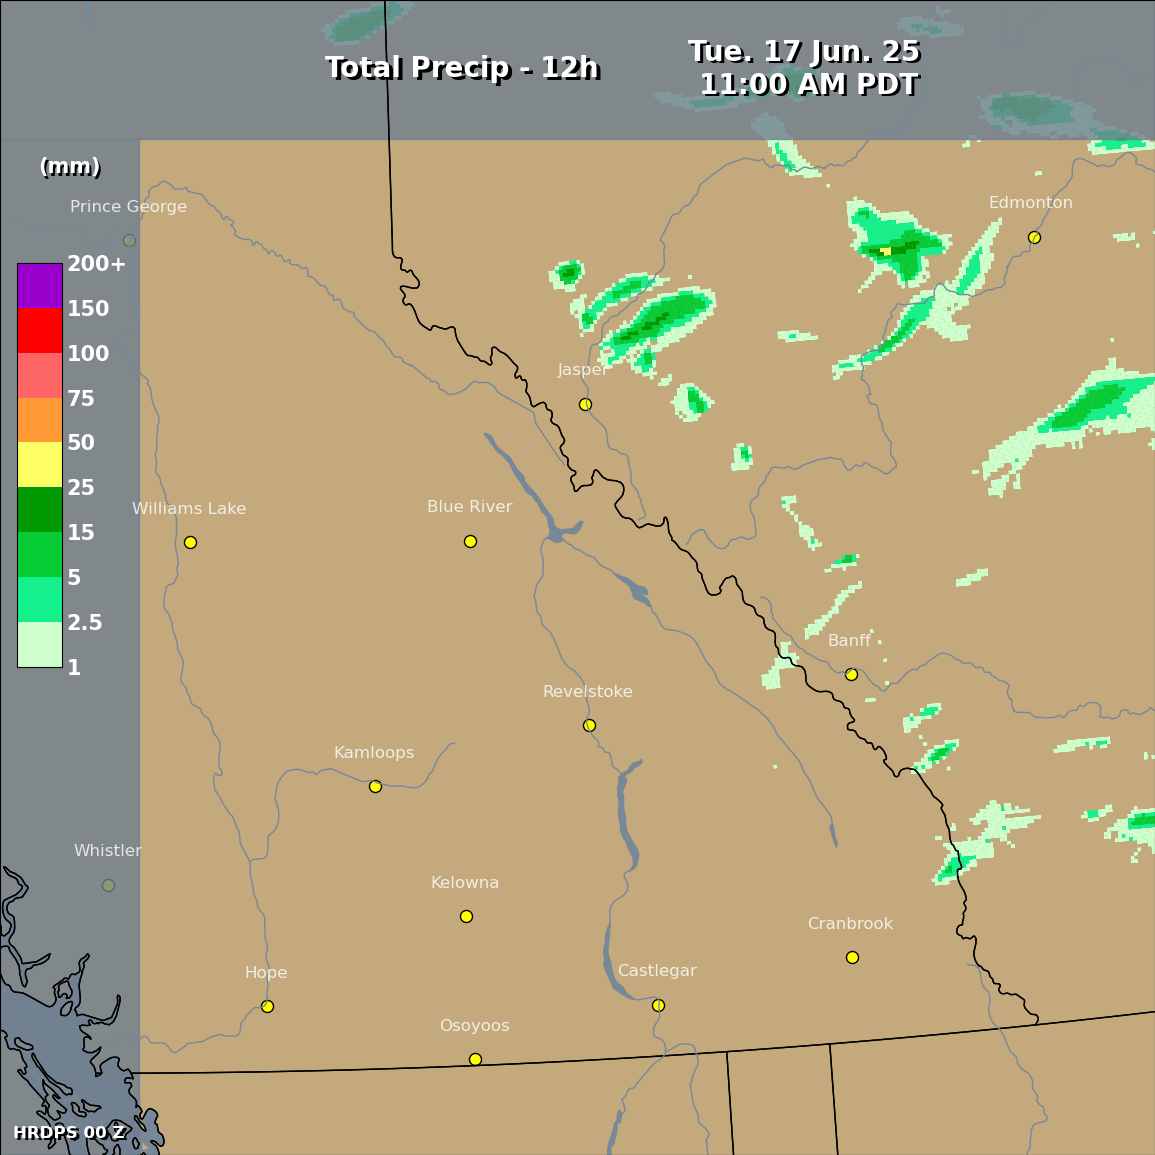 Total Precip - 12h
Tue. 17 Jun. 25
11:00 AM PDT
(mm)
Prince George
Edmonton
200+
150
100
75
50
25
15
5
2.5
1
Jasper
Williams Lake
Blue River
Banff
Revelstoke
Kamloops
Whistler
Kelowna
Cranbrook
Hope
Castlegar
Osoyoos
HRDPS 00 Z